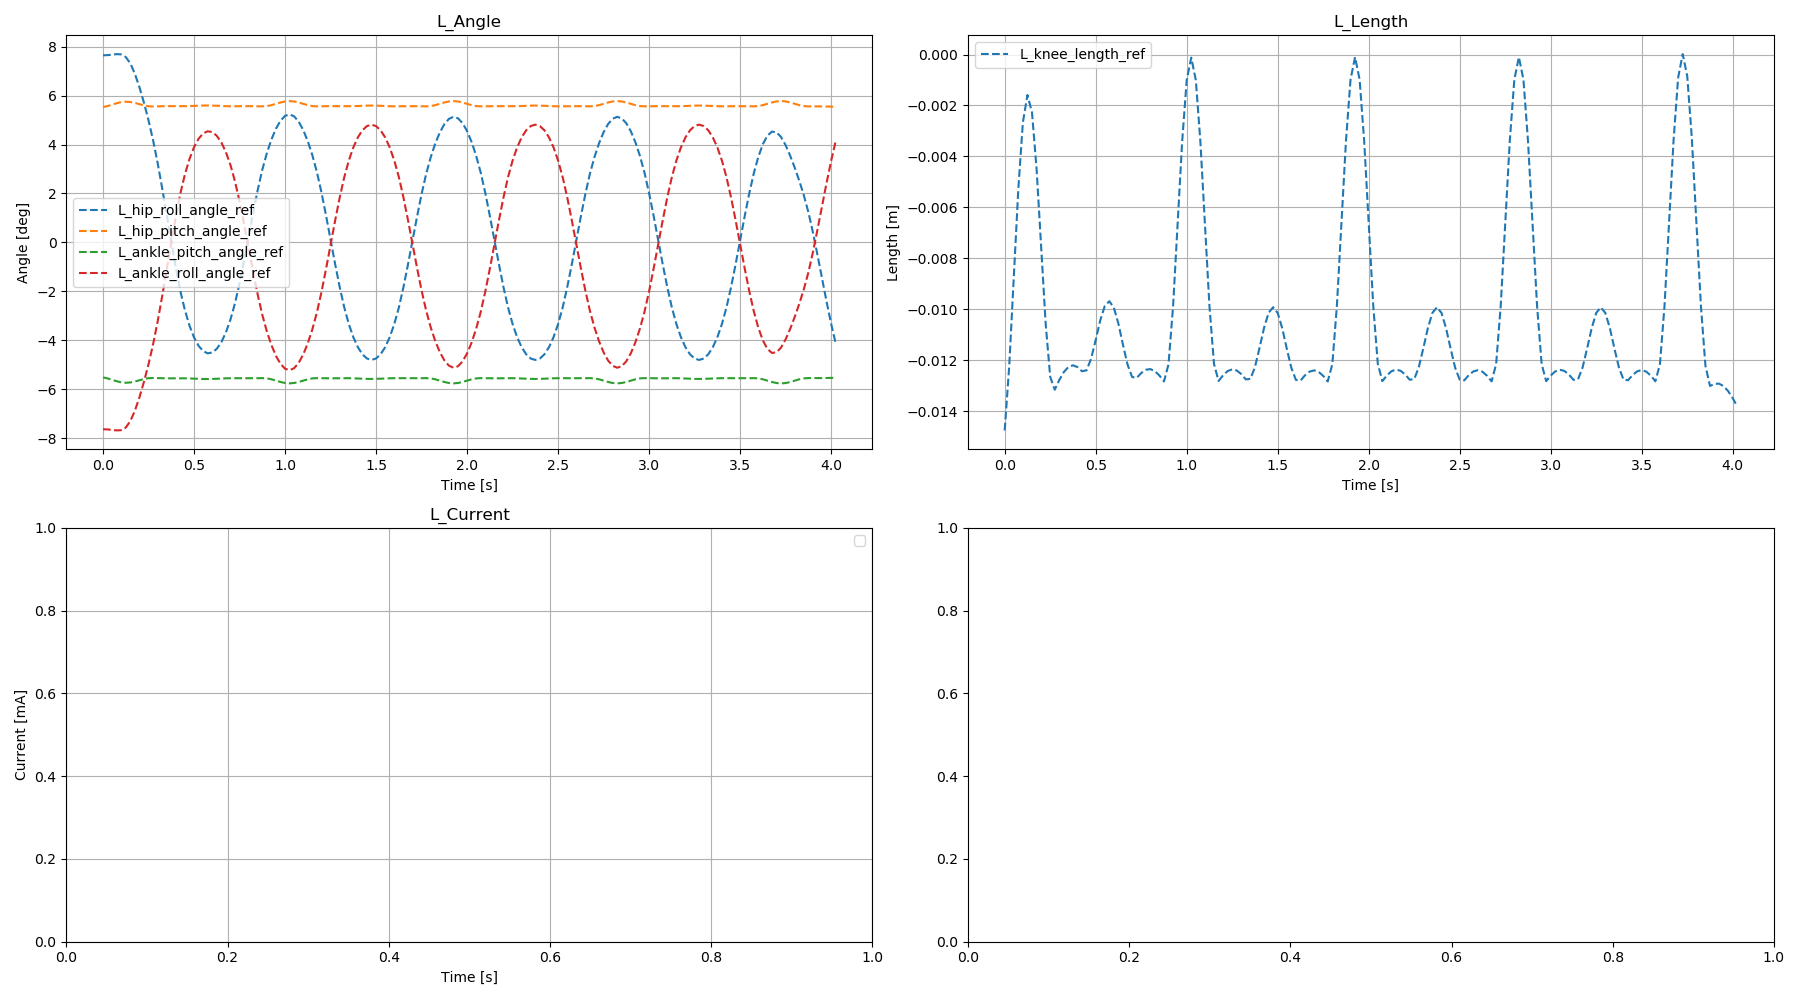 L_Angle
8
6
4
2
0
−2
−4
−6
−8
Angle [deg]
L_hip_roll_angle_ref
L_hip_pitch_angle_ref
L_ankle_pitch_angle_ref
L_ankle_roll_angle_ref
0.0 0.5 1.0 1.5 2.0 2.5 3.0 3.5 4.0
Time [s]
L_Length
L_knee_length_ref
0.000
−0.002
−0.004
−0.006
−0.008
−0.010
−0.012
−0.014
Length [m]
0.0 0.5 1.0 1.5 2.0 2.5 3.0 3.5 4.0
Time [s]
L_Current
1.0
0.8
0.6
0.4
0.2
0.0
Current [mA]
0.0 0.2 0.4 0.6 0.8 1.0
Time [s]
1.0
0.8
0.6
0.4
0.2
0.0
0.0 0.2 0.4 0.6 0.8 1.0